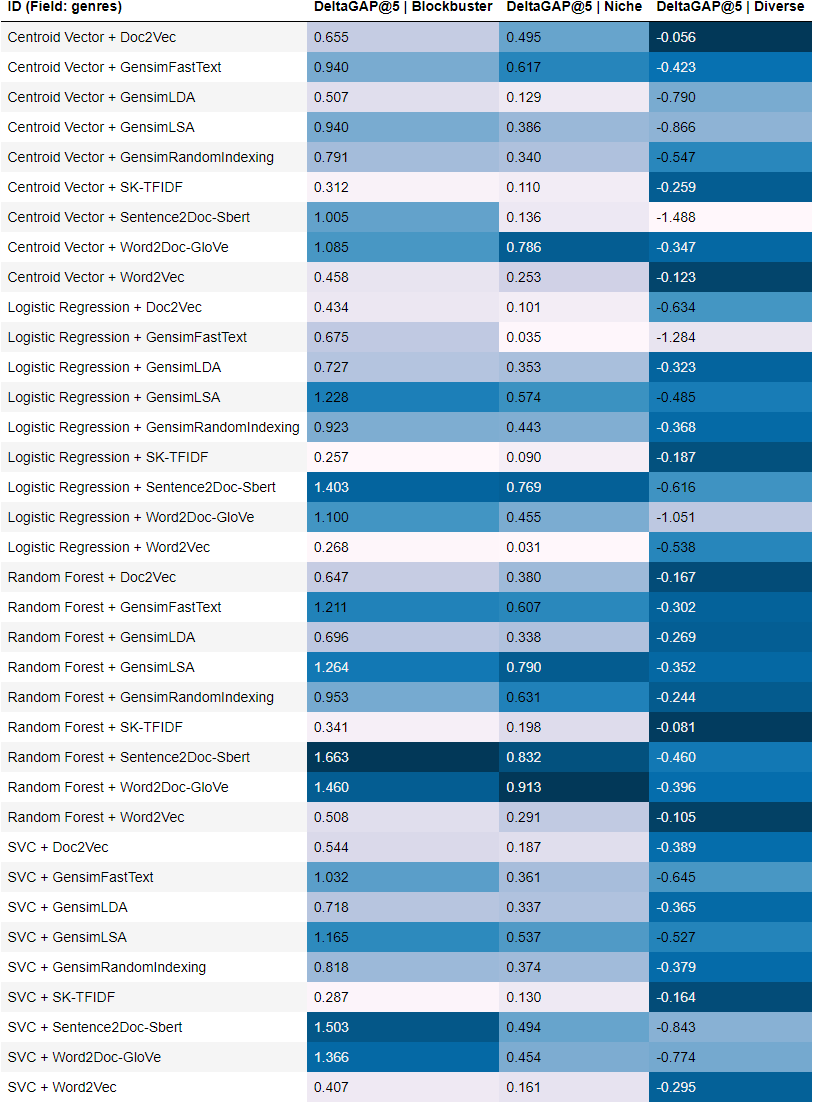 ID (Field: genres) DeltaGAP@5 | Blockbuster DeltaGAP@5 | Niche DeltaGAP@5 | Diverse
Centroid Vector + Doc2Vec 0.655 0.495 -0.056
Centroid Vector + GensimFastText 0.940 0.617 -0.423
Centroid Vector + GensimLDA 0.507 0.129 -0.790
Centroid Vector + GensimLSA 0.940 0.386 -0.866
Centroid Vector + GensimRandomIndexing 0.791 0.340 -0.547
Centroid Vector + SK-TFIDF 0.312 0.110 -0.259
Centroid Vector + Sentence2Doc-Sbert 1.005 0.136 -1.488
Centroid Vector + Word2Doc-GloVe 1.085 0.786 -0.347
Centroid Vector + Word2Vec 0.458 0.253 -0.123
Logistic Regression + Doc2Vec 0.434 0.101 -0.634
Logistic Regression + GensimFastText 0.675 0.035 -1.284
Logistic Regression + GensimLDA 0.727 0.353 -0.323
Logistic Regression + GensimLSA 1.228 0.574 -0.485
Logistic Regression + GensimRandomIndexing 0.923 0.443 -0.368
Logistic Regression + SK-TFIDF 0.257 0.090 -0.187
Logistic Regression + Sentence2Doc-Sbert 1.403 0.769 -0.616
Logistic Regression + Word2Doc-GloVe 1.100 0.455 -1.051
Logistic Regression + Word2Vec 0.268 0.031 -0.538
Random Forest + Doc2Vec 0.647 0.380 -0.167
Random Forest + GensimFastText 1.211 0.607 -0.302
Random Forest + GensimLDA 0.696 0.338 -0.269
Random Forest + GensimLSA 1.264 0.790 -0.352
Random Forest + GensimRandomIndexing 0.953 0.631 -0.244
Random Forest + SK-TFIDF 0.341 0.198 -0.081
Random Forest + Sentence2Doc-Sbert 1.663 0.832 -0.460
Random Forest + Word2Doc-GloVe 1.460 0.913 -0.396
Random Forest + Word2Vec 0.508 0.291 -0.105
SVC + Doc2Vec 0.544 0.187 -0.389
SVC + GensimFastText 1.032 0.361 -0.645
SVC + GensimLDA 0.718 0.337 -0.365
SVC + GensimLSA 1.165 0.537 -0.527
SVC + GensimRandomIndexing 0.818 0.374 -0.379
SVC + SK-TFIDF 0.287 0.130 -0.164
SVC + Sentence2Doc-Sbert 1.503 0.494 -0.843
SVC + Word2Doc-GloVe 1.366 0.454 -0.774
SVC + Word2Vec 0.407 0.161 -0.295